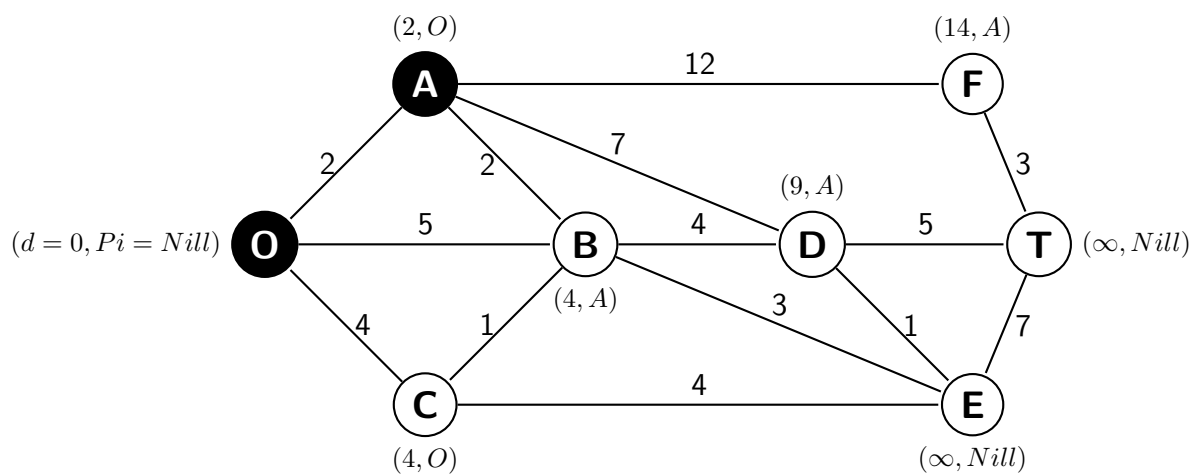 (2, O)
(14, A)
A
12
F
2
2
7
3
(9, A)
(d = 0, Pi = Nill)
O
5
B
4
D
5
T
(∞, Nill)
(4, A)
4
1
3
1
7
4
C
E
(4, O)
(∞, Nill)